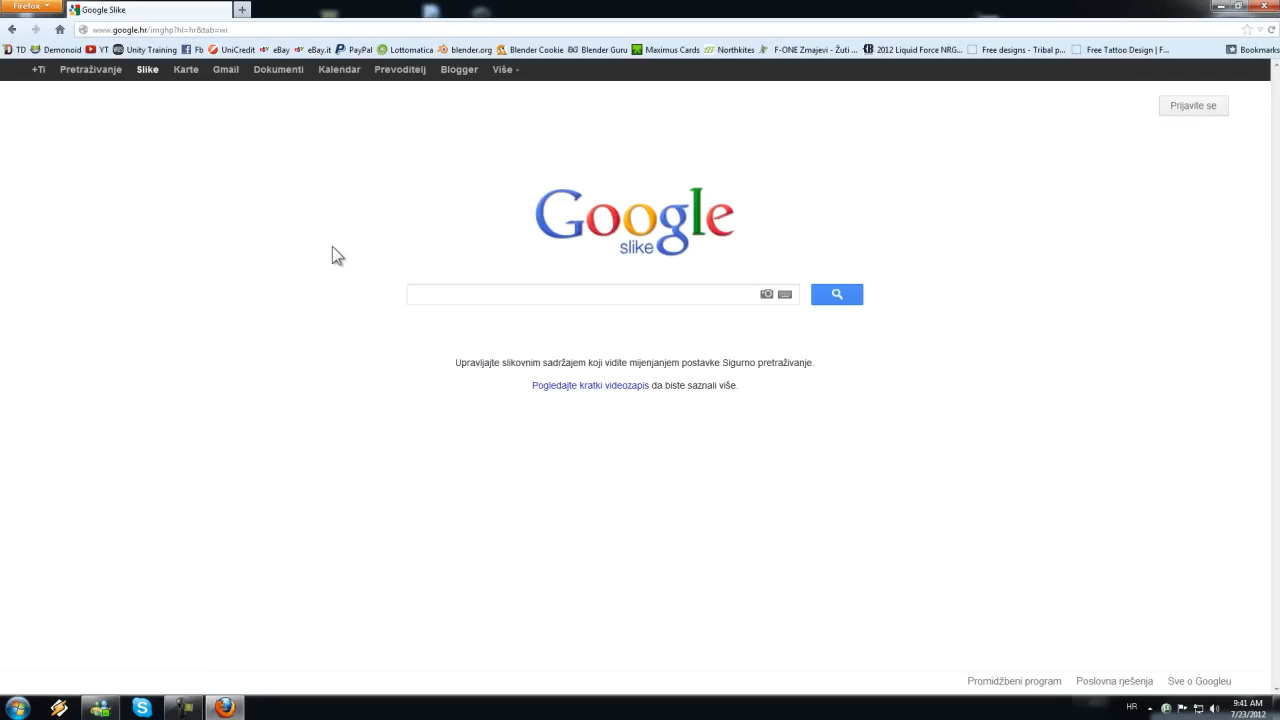 Firefox
Google Slike
www.google.hr/imghp?hl=hr&tab=wi
TD Demonoid YT Unity Training Fb UniCredit eBay eBay.it PayPal Lottomatica blender.org Blender Cookie Blender Guru Maximus Cards Northkites F-ONE Zmajevi - Žuti ... 2012 Liquid Force NRG... Free designs - Tribal p... Free Tattoo Design | F... Bookmarks
+Ti Pretraživanje Slike Karte Gmail Dokumenti Kalendar Prevoditelj Blogger Više
Prijavite se
Google
slike
Upravljajte slikovnim sadržajem koji vidite mijenjanjem postavke Sigurno pretraživanje.
Pogledajte kratki videozapis da biste saznali više.
Promidžbeni program Poslovna rješenja Sve o Googleu
HR 9:41 AM
7/23/2012